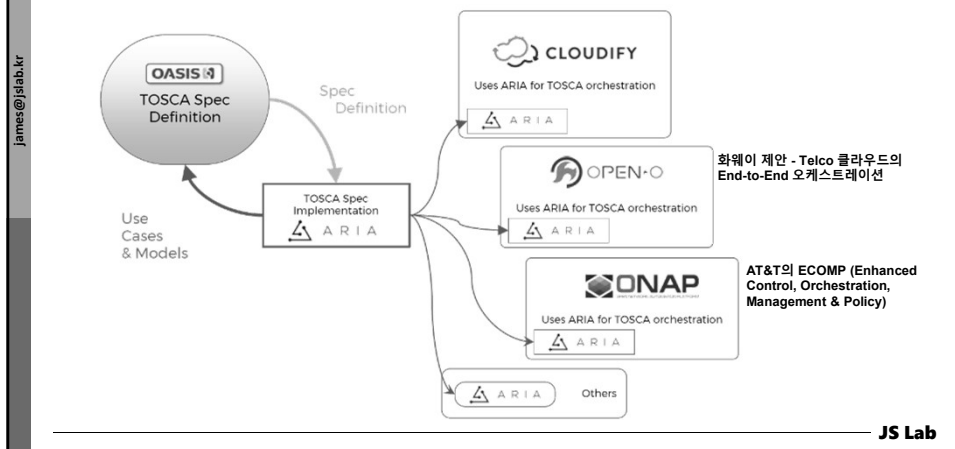 james@jslab.kr
OASIS
TOSCA Spec
Definition
Spec
Definition
Use
Cases
& Models
TOSCA Spec
Implementation
ARIA
CLOUDIFY
Uses ARIA for TOSCA orchestration
ARIA
OPEN-O
Uses ARIA for TOSCA orchestration
ARIA
화웨이 제안 - Telco 클라우드의
End-to-End 오케스트레이션
ONAP
Uses ARIA for TOSCA orchestration
ARIA
AT&T의 ECOMP (Enhanced
Control, Orchestration,
Management & Policy)
ARIA
Others
JS Lab